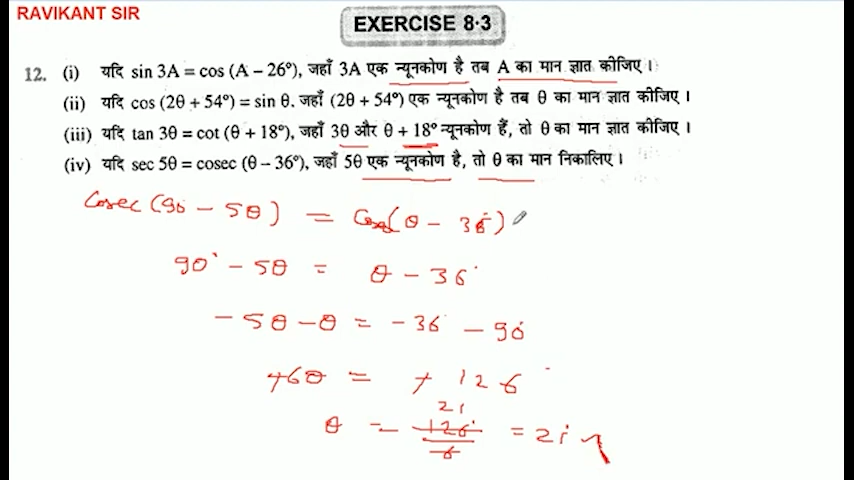 RAVIKANT SIR
EXERCISE 8·3
12. (i) यदि sin 3A = cos (A – 26°), जहाँ 3A एक न्यूनकोण है तब A का मान ज्ञात कीजिए।
(ii) यदि cos (2θ + 54°) = sin θ, जहाँ (2θ + 54°) एक न्यूनकोण है तब θ का मान ज्ञात कीजिए।
(iii) यदि tan 3θ = cot (θ + 18°), जहाँ 3θ और θ + 18° न्यूनकोण हैं, तो θ का मान ज्ञात कीजिए।
(iv) यदि sec 5θ = cosec (θ – 36°), जहाँ 5θ एक न्यूनकोण है, तो θ का मान निकालिए।
Cosec (90° – 5θ) = Cosec (θ – 36°)
90° – 5θ = θ – 36°
– 5θ – θ = – 36 – 90°
+6θ = + 126°
21
θ = 126° / 6 = 21°